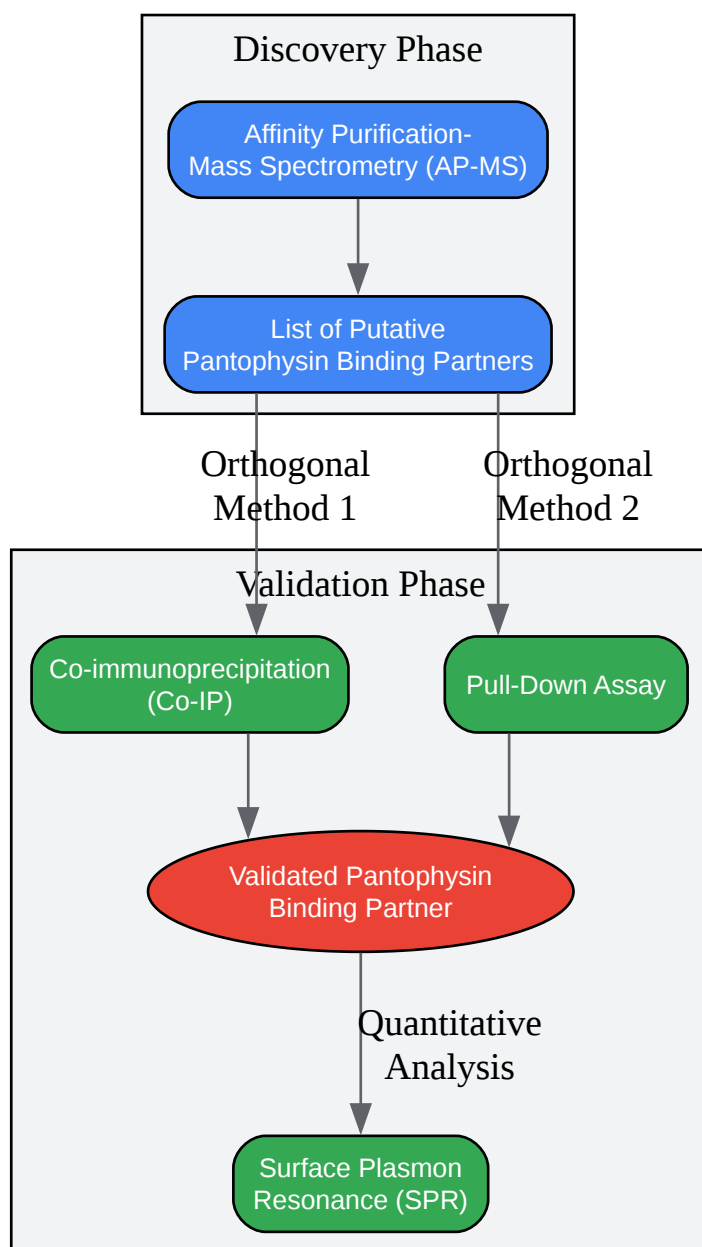 Discovery Phase
Affinity Purification-
Mass Spectrometry (AP-MS)
List of Putative
Pantophysin Binding Partners
Orthogonal
Method 1
Orthogonal
Method 2
Validation Phase
Co-immunoprecipitation
(Co-IP)
Pull-Down Assay
Validated Pantophysin
Binding Partner
Quantitative
Analysis
Surface Plasmon
Resonance (SPR)